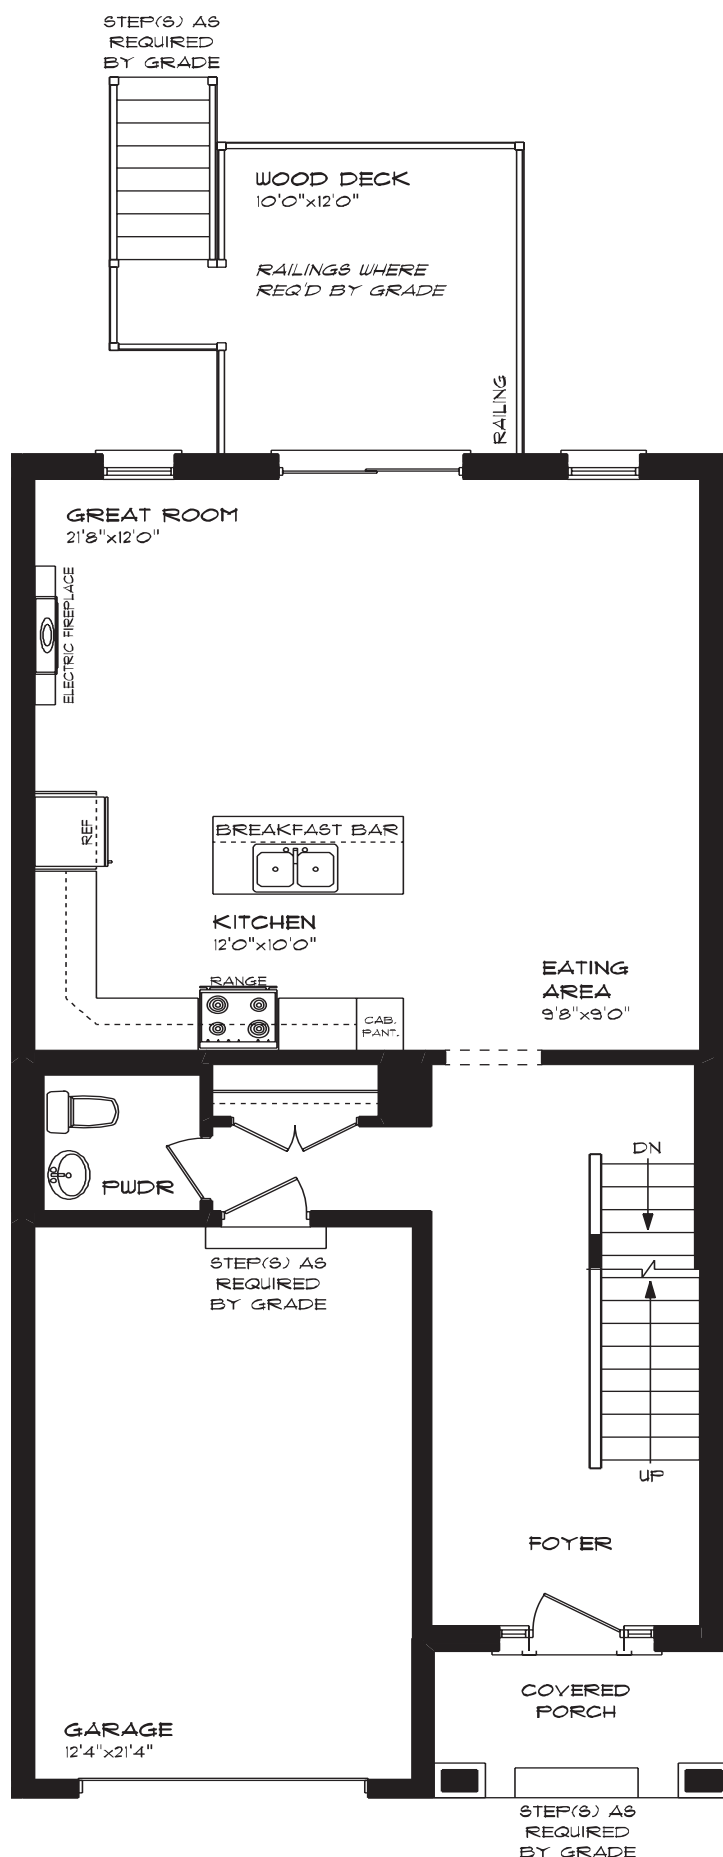 STEP(S) AS
REQUIRED
BY GRADE
WOOD DECK
10'0"x12'0"
RAILINGS WHERE
REQ'D BY GRADE
RAILING
GREAT ROOM
21'8"x12'0"
ELECTRIC FIREPLACE
REF
BREAKFAST BAR
KITCHEN
12'0"x10'0"
RANGE
CAB.
PANT.
EATING
AREA
9'8"x9'0"
PWDR
DN
STEP(S) AS
REQUIRED
BY GRADE
UP
FOYER
COVERED
PORCH
GARAGE
12'4"x21'4"
STEP(S) AS
REQUIRED
BY GRADE